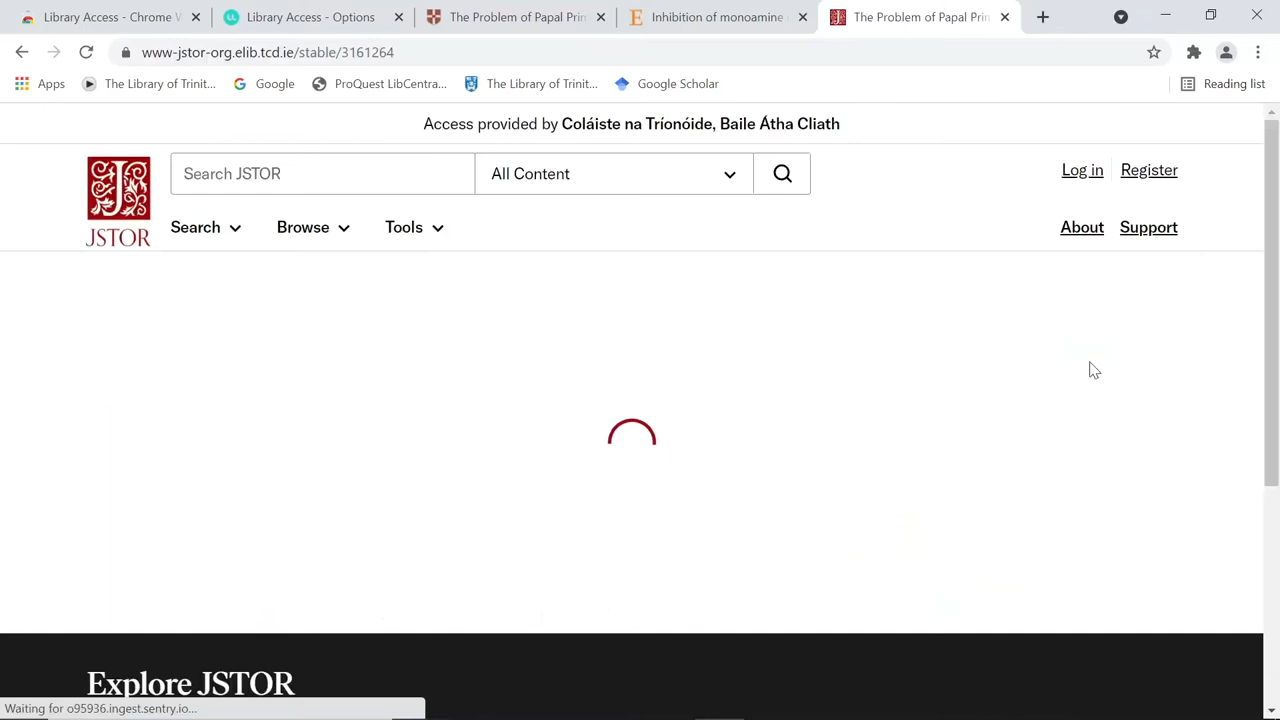 Library Access - Chrome W
Library Access - Options
The Problem of Papal Prin
Inhibition of monoamine
The Problem of Papal Prin
www-jstor-org.elib.tcd.ie/stable/3161264
Apps
The Library of Trinit...
Google
ProQuest LibCentra...
The Library of Trinit...
Google Scholar
Reading list
Access provided by Coláiste na Tríonóide, Baile Átha Cliath
JSTOR
Search JSTOR
All Content
Log in
Register
Search
Browse
Tools
About
Support
Explore JSTOR
Waiting for o95936.ingest.sentry.io...